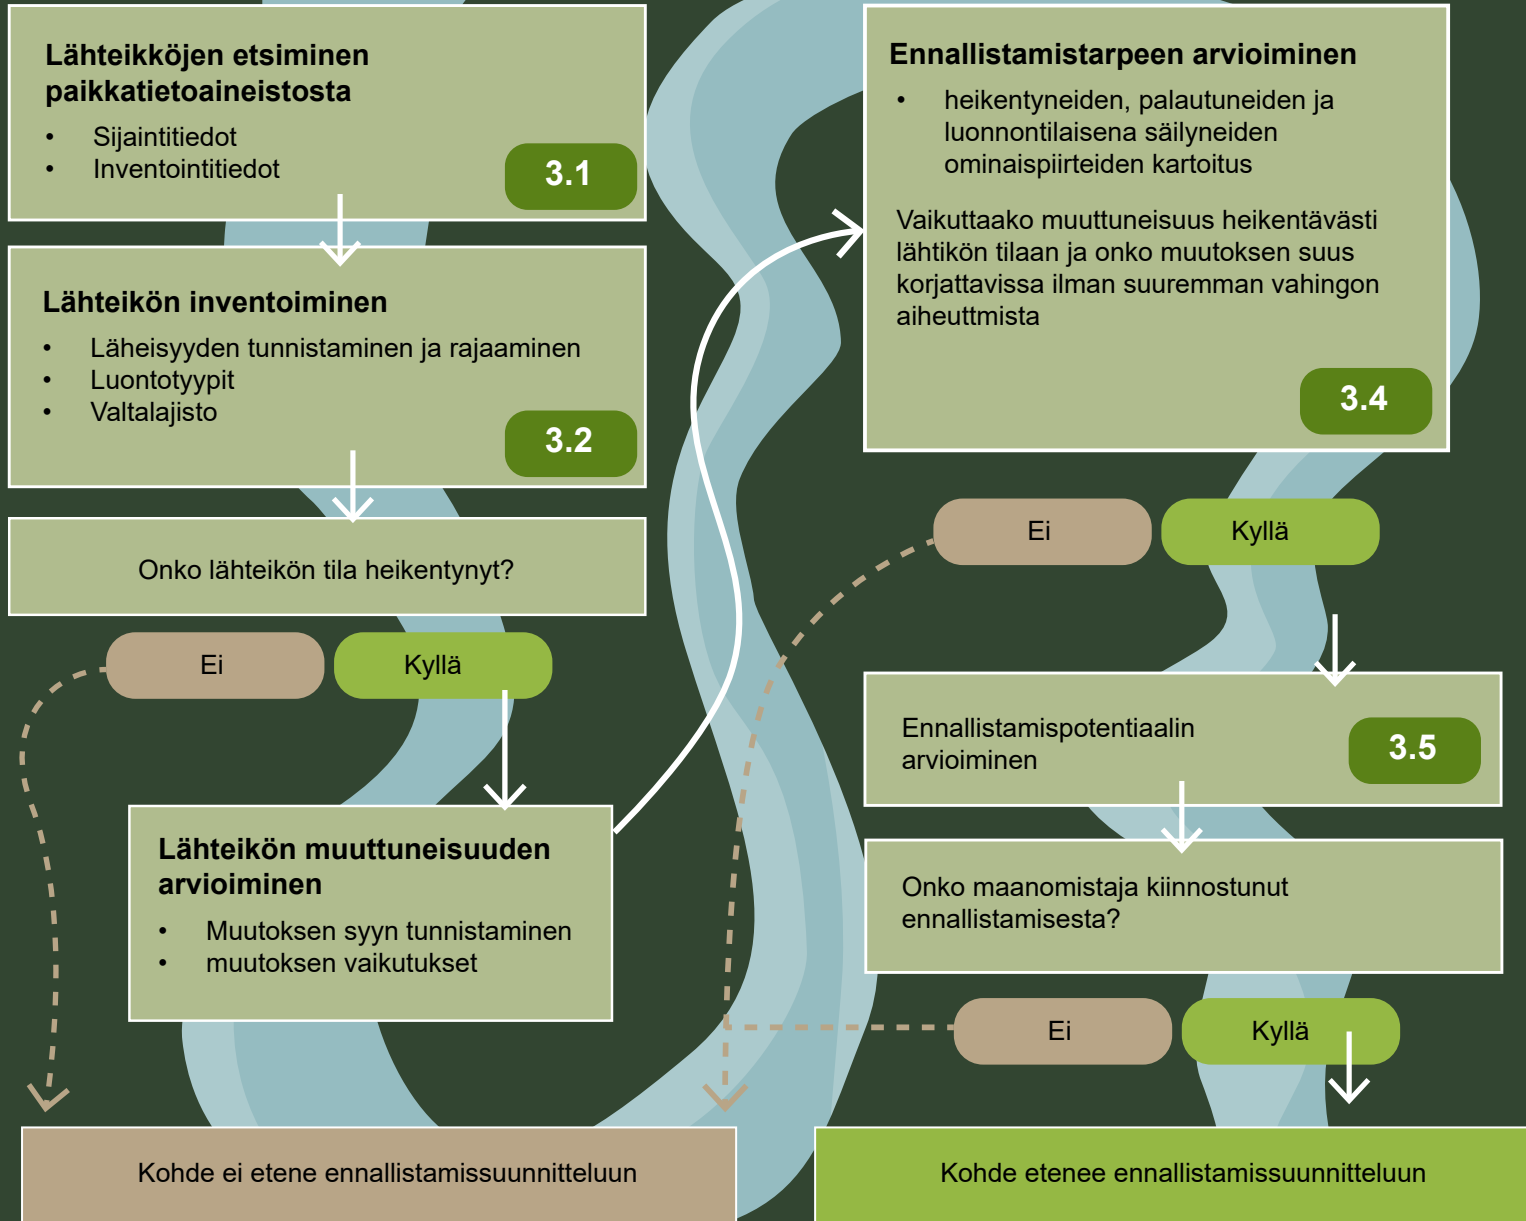 Lähteikköjen etsiminen
paikkatietoaineistosta
• Sijaintitiedot
• Inventointitiedot
3.1
Lähteikön inventoiminen
• Läheisyyden tunnistaminen ja rajaaminen
• Luontotyypit
• Valtalajisto
3.2
Onko lähteikön tila heikentynyt?
Ei
Kyllä
Lähteikön muuttuneisuuden
arvioiminen
• Muutoksen syyn tunnistaminen
• muutoksen vaikutukset
Ennallistamistarpeen arvioiminen
• heikentyneiden, palautuneiden ja
luonnontilaisena säilyneiden
ominaispiirteiden kartoitus
Vaikuttaako muuttuneisuus heikentävästi
lähtikön tilaan ja onko muutoksen suus
korjattavissa ilman suuremman vahingon
aiheuttmista
3.4
Ei
Kyllä
Ennallistamispotentiaalin
arvioiminen
3.5
Onko maanomistaja kiinnostunut
ennallistamisesta?
Ei
Kyllä
Kohde ei etene ennallistamissuunnitteluun
Kohde etenee ennallistamissuunnitteluun